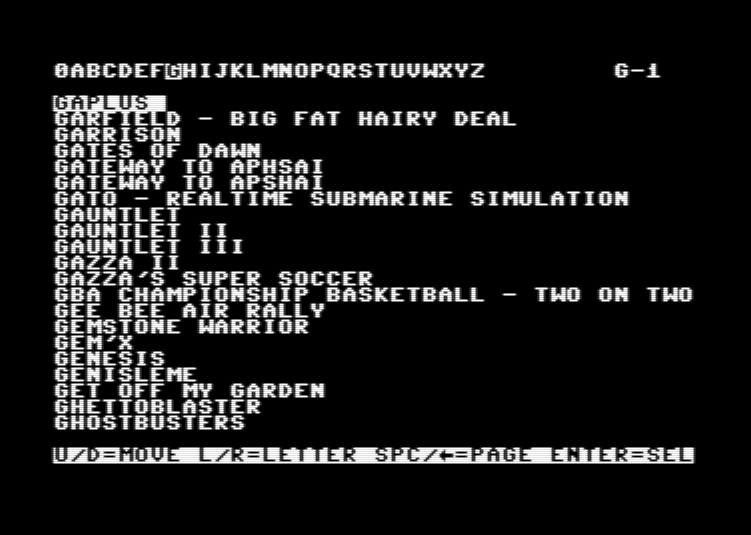 0ABCDEFGHIJKLMNOPQRSTUVWXYZ G-1
GAPLUS
GARFIELD - BIG FAT HAIRY DEAL
GARRISON
GATES OF DAWN
GATEWAY TO APHSAI
GATEWAY TO APSHAI
GATO - REALTIME SUBMARINE SIMULATION
GAUNTLET
GAUNTLET II
GAUNTLET III
GAZZA II
GAZZA'S SUPER SOCCER
GBA CHAMPIONSHIP BASKETBALL - TWO ON TWO
GEE BEE AIR RALLY
GEMSTONE WARRIOR
GEM'X
GENESIS
GENISLEME
GET OFF MY GARDEN
GHETTOBLASTER
GHOSTBUSTERS
U/D=MOVE L/R=LETTER SPC/←=PAGE ENTER=SEL